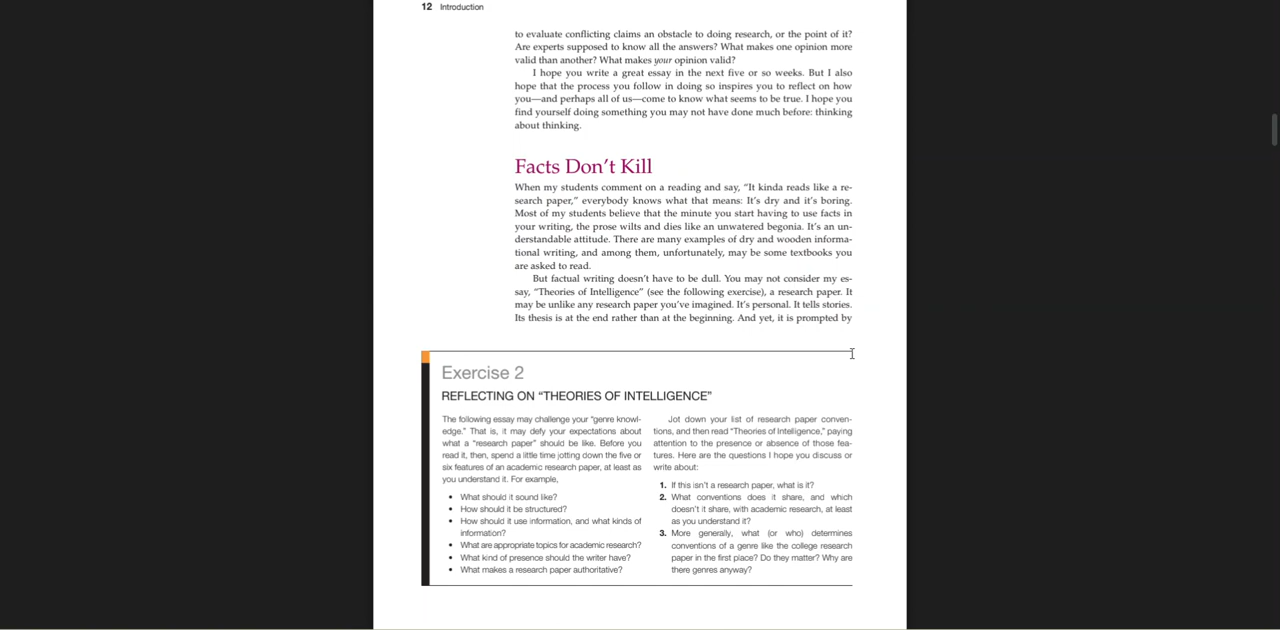 12 Introduction
to evaluate conflicting claims an obstacle to doing research, or the point of it?
Are experts supposed to know all the answers? What makes one opinion more
valid than another? What makes your opinion valid?
I hope you write a great essay in the next five or so weeks. But I also
hope that the process you follow in doing so inspires you to reflect on how
you—and perhaps all of us—come to know what seems to be true. I hope you
find yourself doing something you may not have done much before: thinking
about thinking.
Facts Don't Kill
When my students comment on a reading and say, "It kinda reads like a re-
search paper," everybody knows what that means: It's dry and it's boring.
Most of my students believe that the minute you start having to use facts in
your writing, the prose wilts and dies like an unwatered begonia. It's an un-
derstandable attitude. There are many examples of dry and wooden informa-
tional writing, and among them, unfortunately, may be some textbooks you
are asked to read.
But factual writing doesn't have to be dull. You may not consider my es-
say, "Theories of Intelligence" (see the following exercise), a research paper. It
may be unlike any research paper you've imagined. It's personal. It tells stories.
Its thesis is at the end rather than at the beginning. And yet, it is prompted by
Exercise 2
REFLECTING ON "THEORIES OF INTELLIGENCE"
The following essay may challenge your "genre knowl-
edge." That is, it may defy your expectations about
what a "research paper" should be like. Before you
read it, then, spend a little time jotting down the five or
six features of an academic research paper, at least as
you understand it. For example,
• What should it sound like?
• How should it be structured?
• How should it use information, and what kinds of
information?
• What are appropriate topics for academic research?
• What kind of presence should the writer have?
• What makes a research paper authoritative?
Jot down your list of research paper conven-
tions, and then read "Theories of Intelligence," paying
attention to the presence or absence of those fea-
tures. Here are the questions I hope you discuss or
write about:
1. If this isn't a research paper, what is it?
2. What conventions does it share, and which
doesn't it share, with academic research, at least
as you understand it?
3. More generally, what (or who) determines
conventions of a genre like the college research
paper in the first place? Do they matter? Why are
there genres anyway?